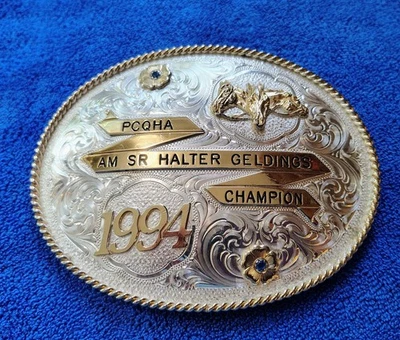 PCQHA
AM SR HALTER GELDINGS
CHAMPION
1994